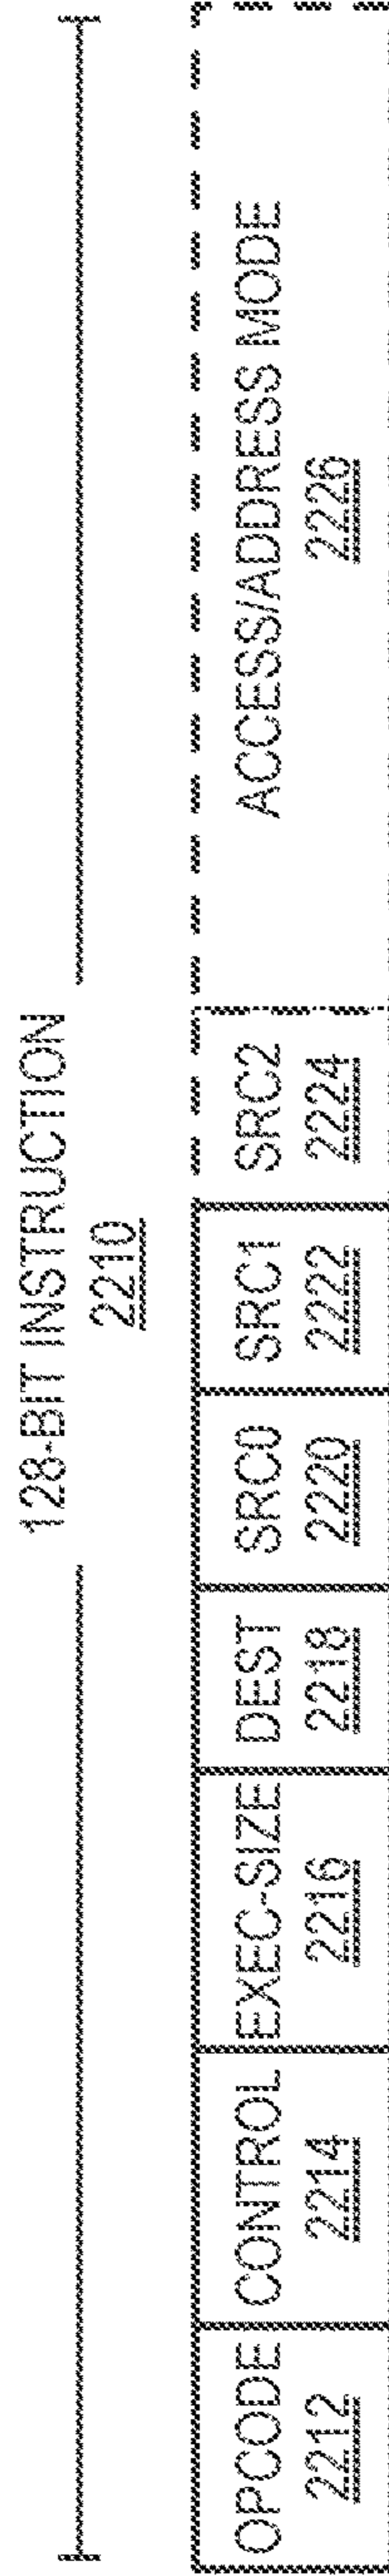 128-BIT INSTRUCTION
2210
OPCODE
2212
CONTROL
2214
EXEC-SIZE
2216
DEST
2218
SRC0
2220
SRC1
2222
SRC2
2224
ACCESS/ADDRESS MODE
2226